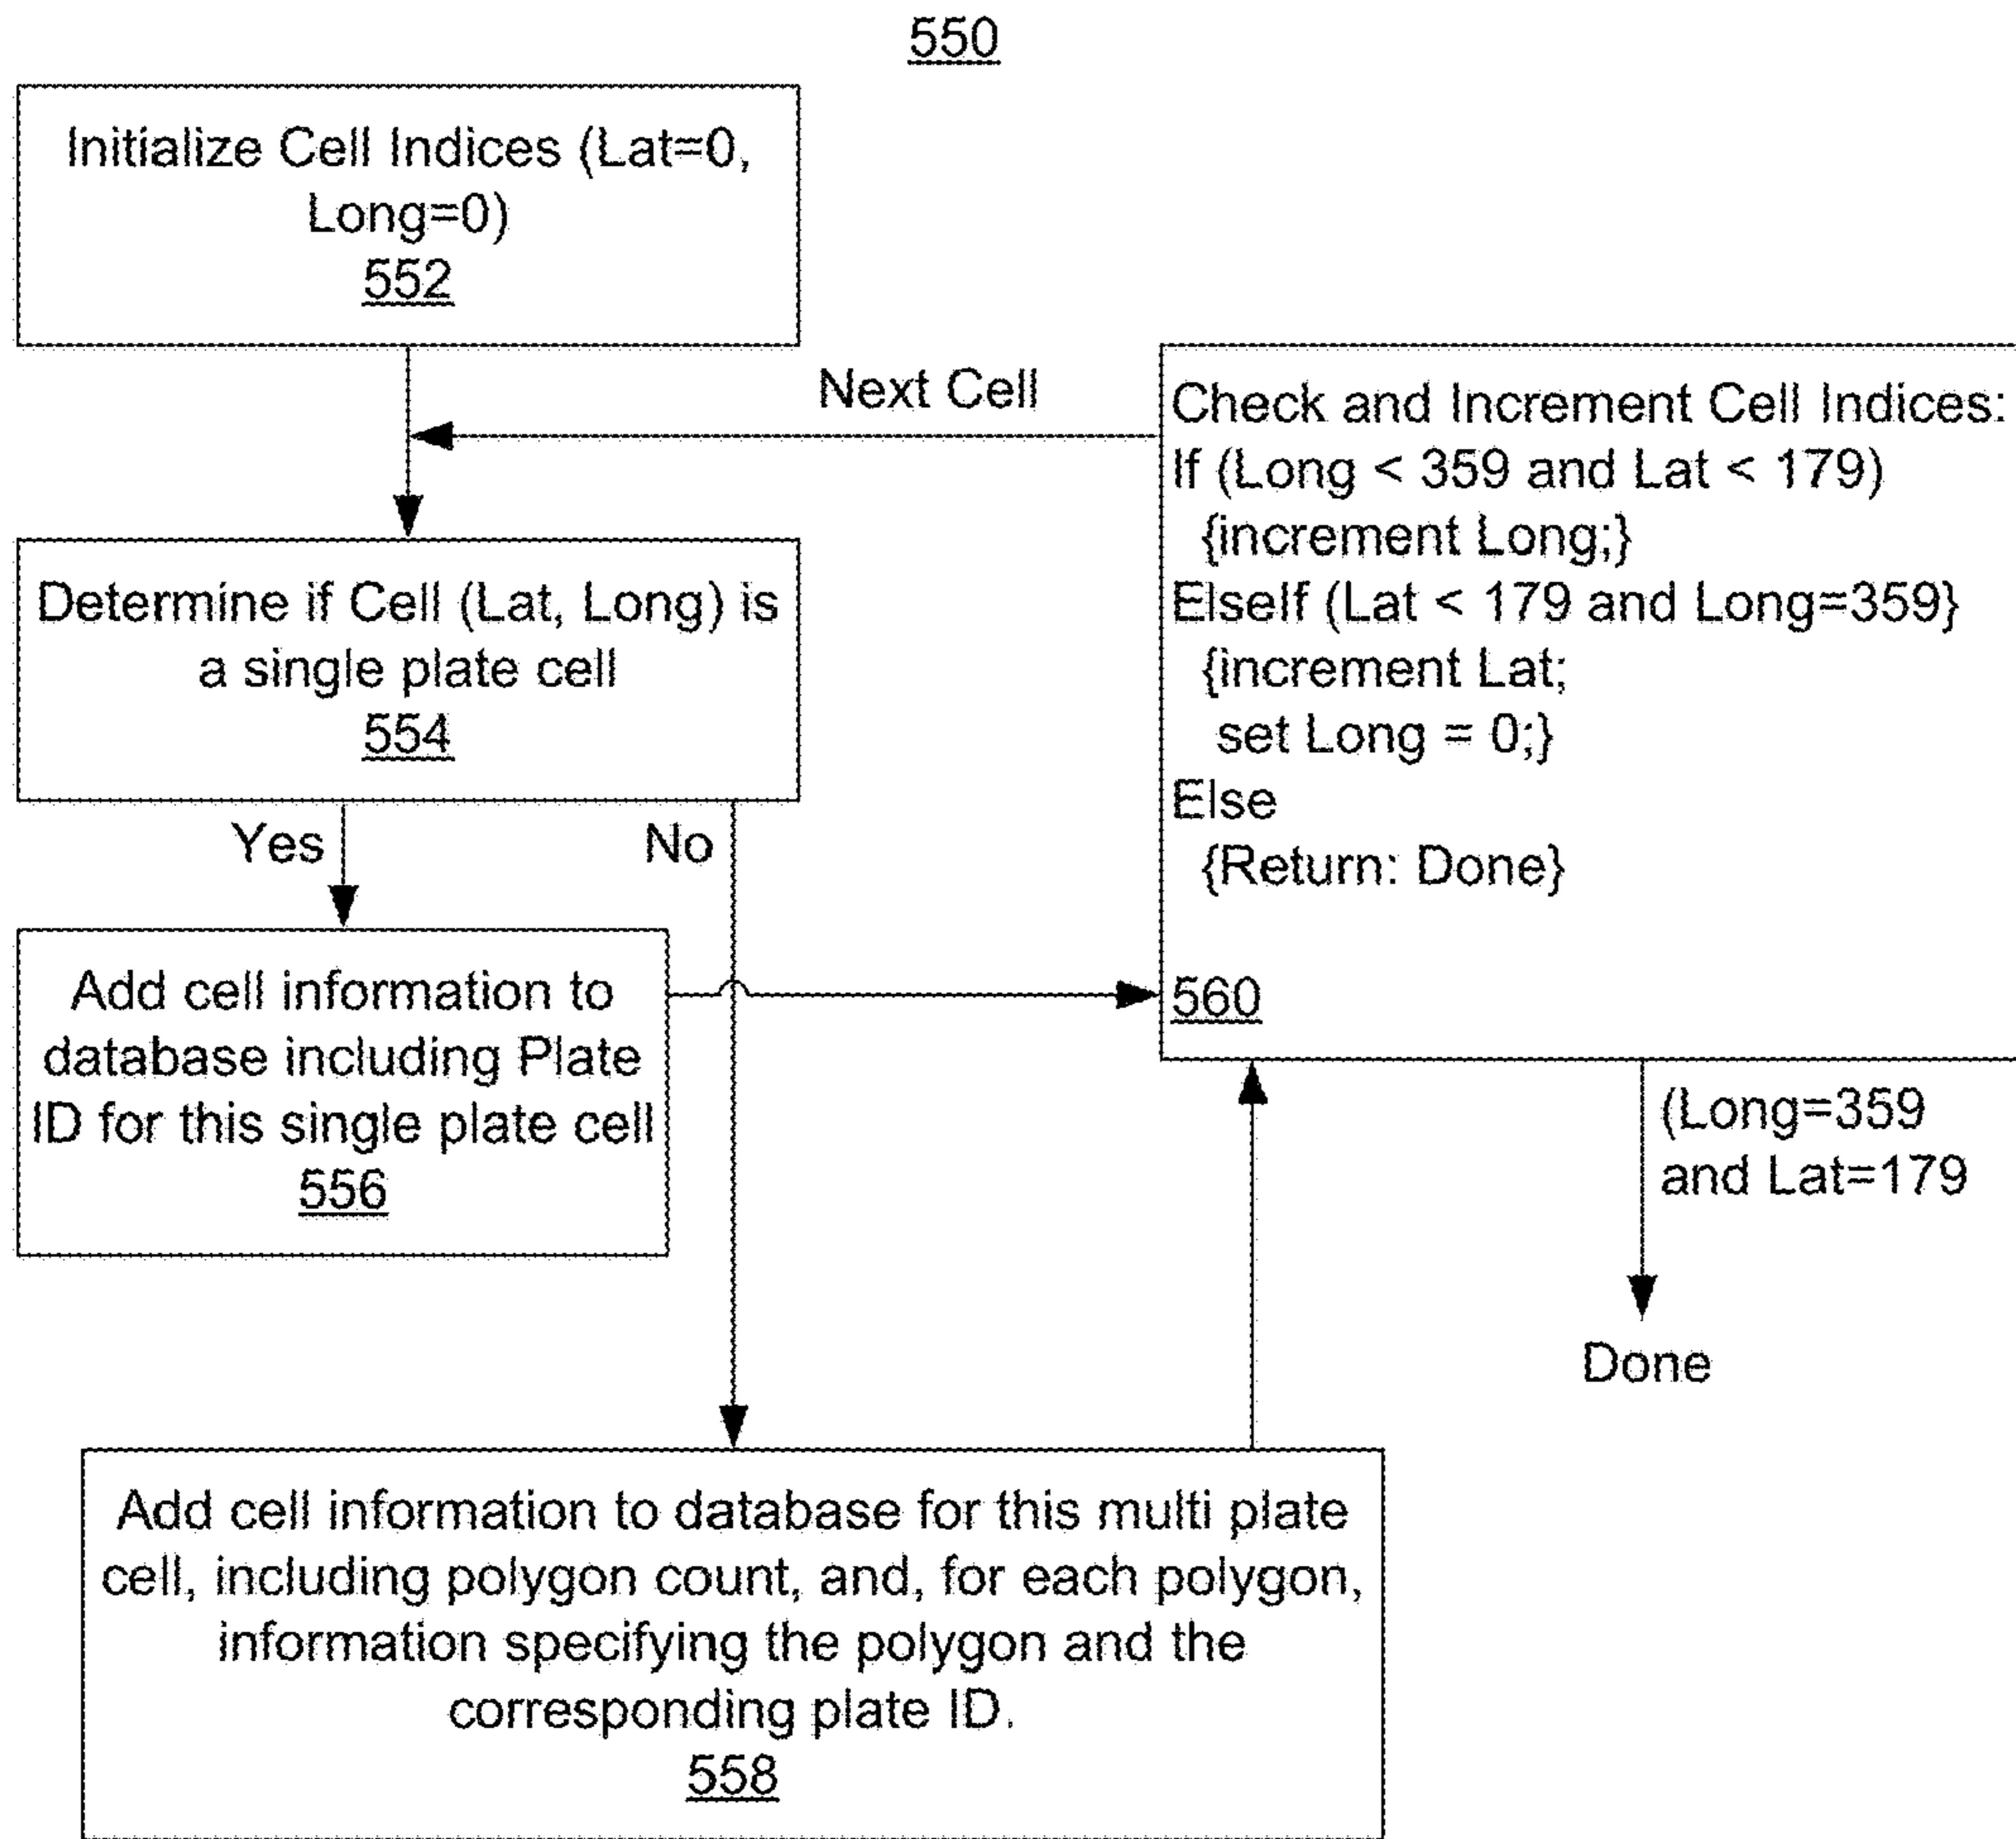 550
Initialize Cell Indices (Lat=0,
Long=0)
552
Next Cell
Check and Increment Cell Indices:
If (Long < 359 and Lat < 179)
{increment Long;}
ElseIf (Lat < 179 and Long=359}
{increment Lat;
set Long = 0;}
Else
{Return: Done}
560
Determine if Cell (Lat, Long) is
a single plate cell
554
Yes
No
Add cell information to
database including Plate
ID for this single plate cell
556
(Long=359
and Lat=179
Done
Add cell information to database for this multi plate
cell, including polygon count, and, for each polygon,
information specifying the polygon and the
corresponding plate ID.
558